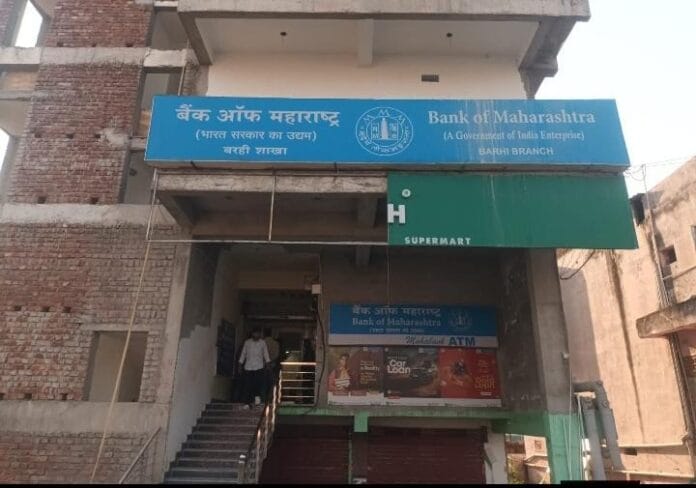 बैंक ऑफ महाराष्ट्र
(भारत सरकार का उद्यम)
बरही शाखा
Bank of Maharashtra
(A Government of India Enterprise)
BARHI BRANCH
H
SUPERMART
बैंक ऑफ महाराष्ट्र
Bank of Maharashtra
Mahabank ATM
Car
Loan